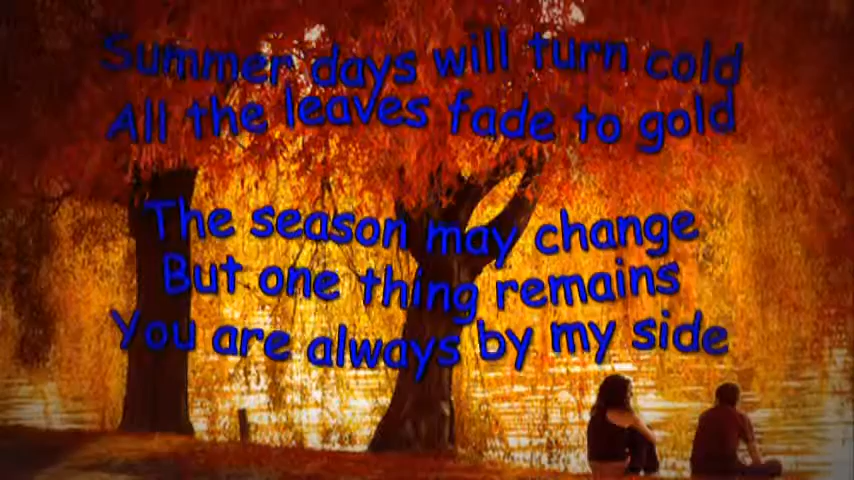 Summer days will turn cold
All the leaves fade to gold
The season may change
But one thing remains
You are always by my side